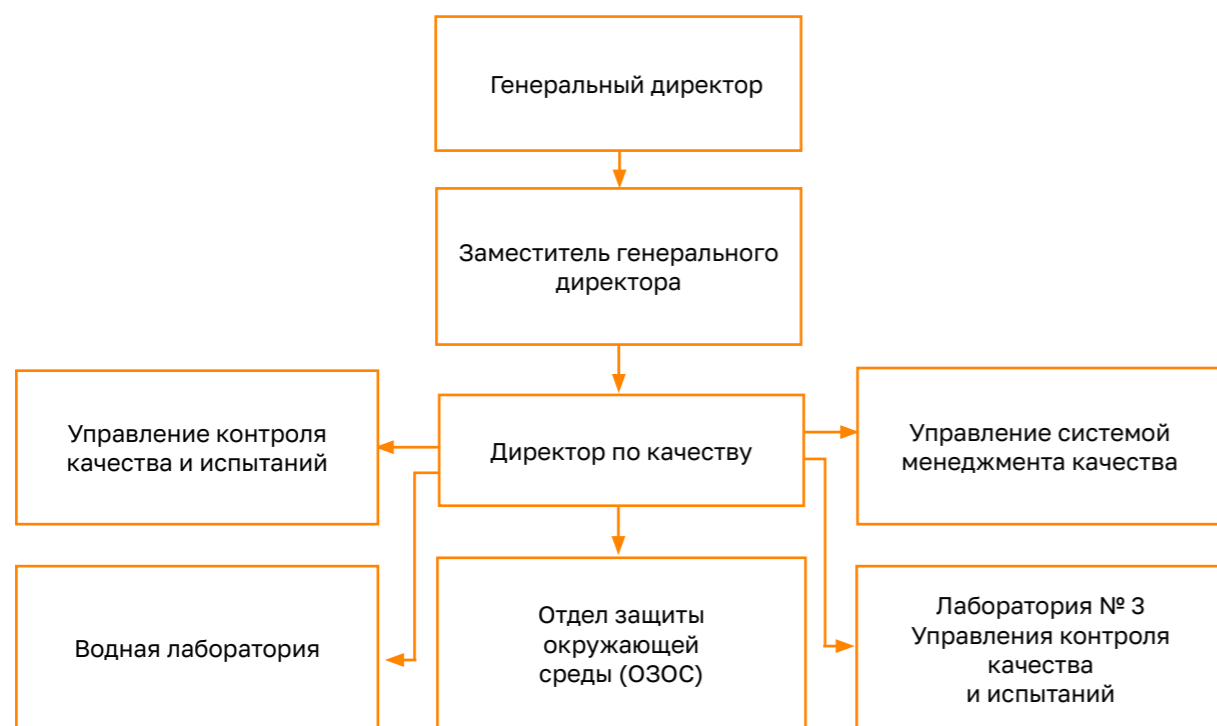 Генеральный директор
Заместитель генерального
директора
Управление контроля
качества и испытаний
Директор по качеству
Управление системой
менеджмента качества
Водная лаборатория
Отдел защиты
окружающей
среды (ОЗОС)
Лаборатория № 3
Управления контроля
качества
и испытаний